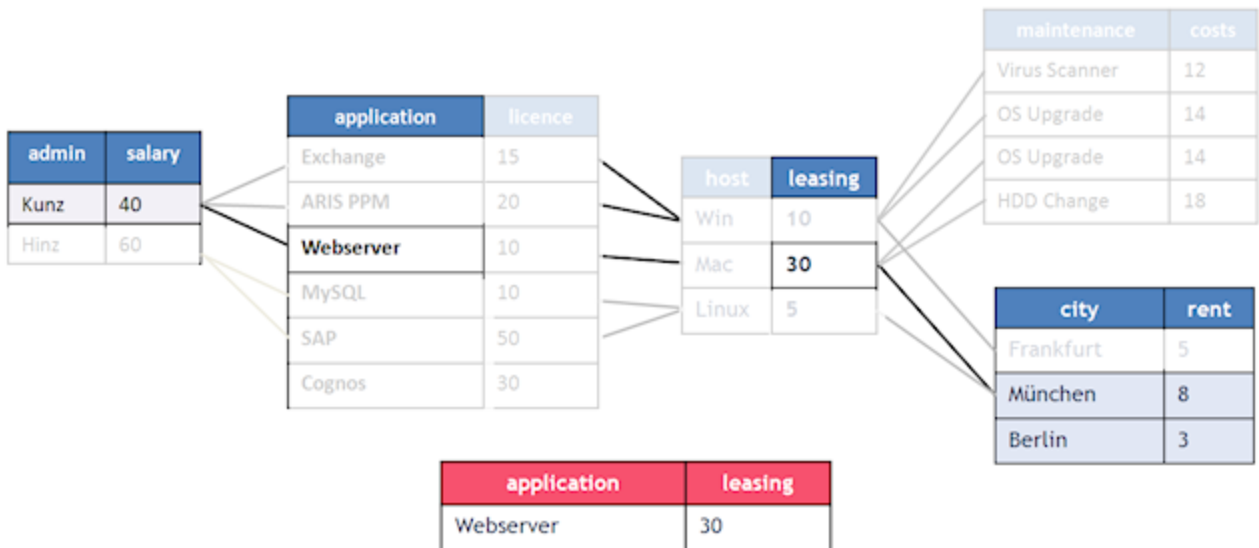 admin salary
Kunz 40
Hinz 60
application licence
Exchange 15
ARIS PPM 20
Webserver 10
MySQL 10
SAP 50
Cognos 30
host leasing
Win 10
Mac 30
Linux 5
maintenance costs
Virus Scanner 12
OS Upgrade 14
OS Upgrade 14
HDD Change 18
city rent
Frankfurt 5
München 8
Berlin 3
application leasing
Webserver 30